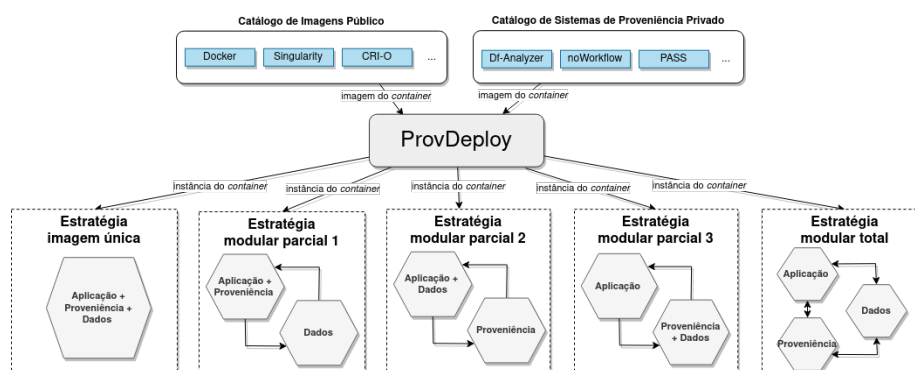 Catálogo de Imagens Público
Catálogo de Sistemas de Proveniência Privado
Docker
Singularity
CRI-O
...
Df-Analyzer
noWorkflow
PASS
...
imagem do container
imagem do container
ProvDeploy
instância do container
instância do container
instância do container
instância do container
instância do container
Estratégia
imagem única
Aplicação +
Proveniência +
Dados
Estratégia
modular parcial 1
Aplicação +
Proveniência
Dados
Estratégia
modular parcial 2
Aplicação +
Dados
Proveniência
Estratégia
modular parcial 3
Aplicação
Proveniência
+ Dados
Estratégia
modular total
Aplicação
Dados
Proveniência